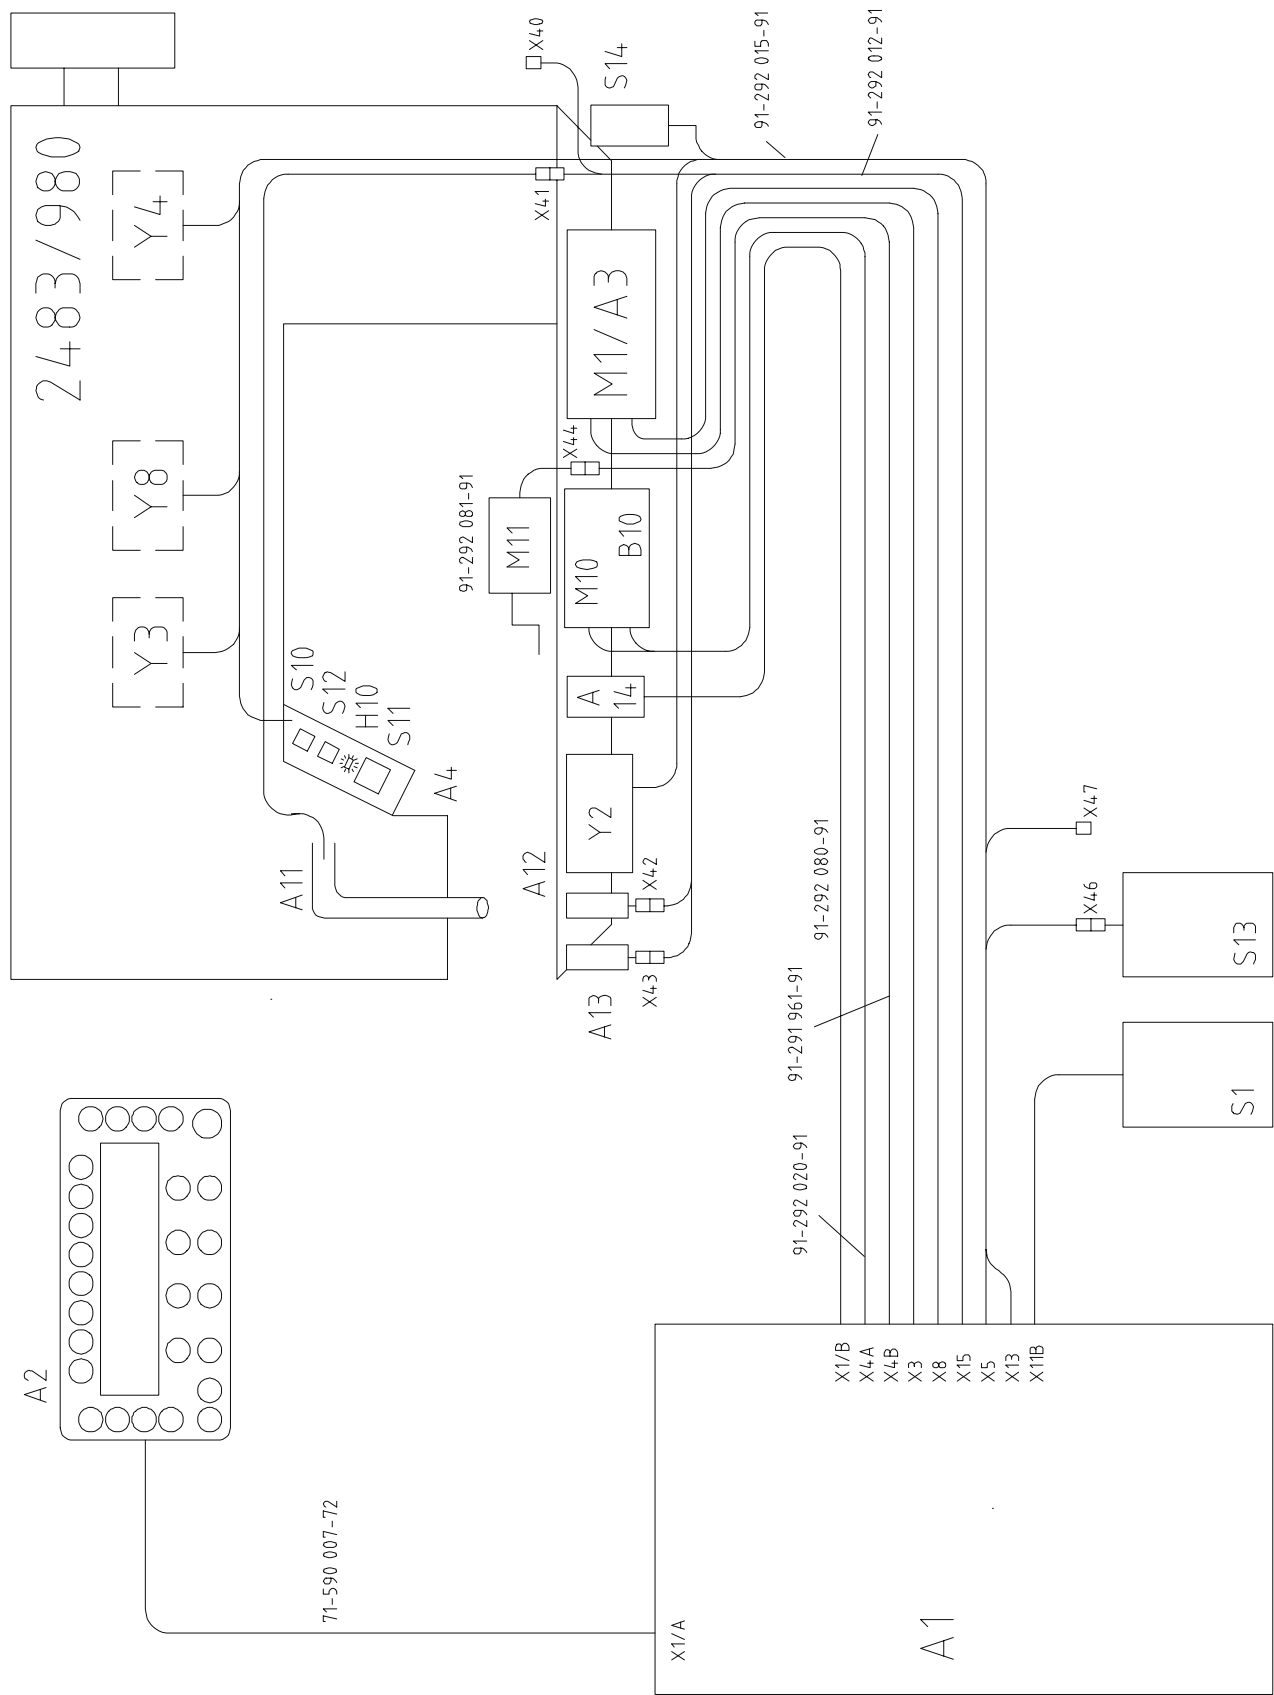 2483/980
Y4
Y8
Y3
S10
S12
H10
S11
A4
A11
A12
A13
X40
S14
X41
M1/A3
X44
91-292 081-91
M11
M10
B10
A
14
Y2
X42
X43
91-292 015-91
91-292 012-91
91-292 080-91
91-291 961-91
91-292 020-91
X47
X46
S13
S1
A2
71-590 007-72
X1/A
A1
X1/B
X4A
X4B
X3
X8
X15
X5
X13
X11B